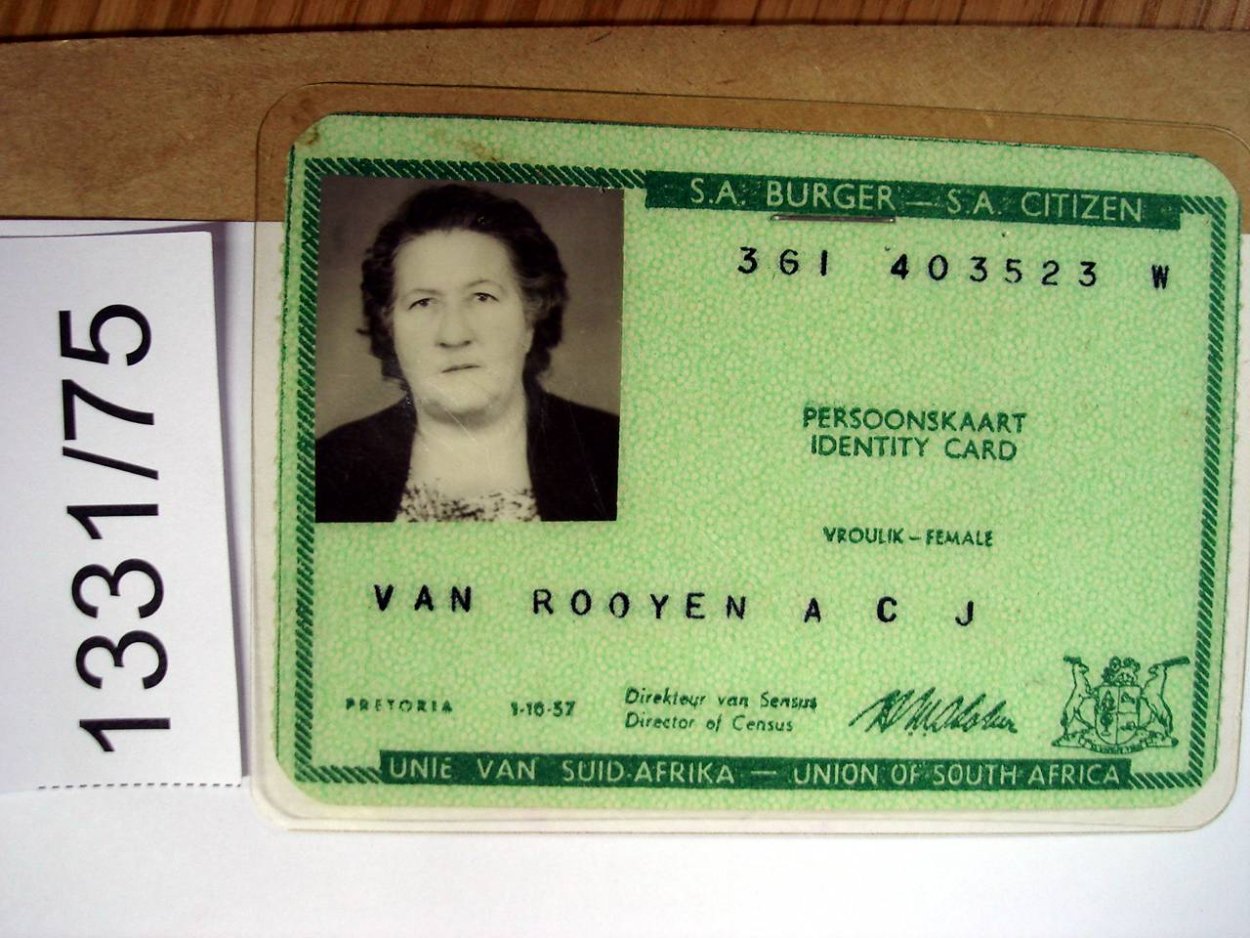 1331/75
S.A. BURGER — S.A. CITIZEN
361 403523 W
PERSOONSKAART
IDENTITY CARD
VROULIK – FEMALE
VAN ROOYEN A C J
PRETORIA 1-10-57
Direkteur van Sensus
Director of Census
UNIE VAN SUID-AFRIKA — UNION OF SOUTH AFRICA